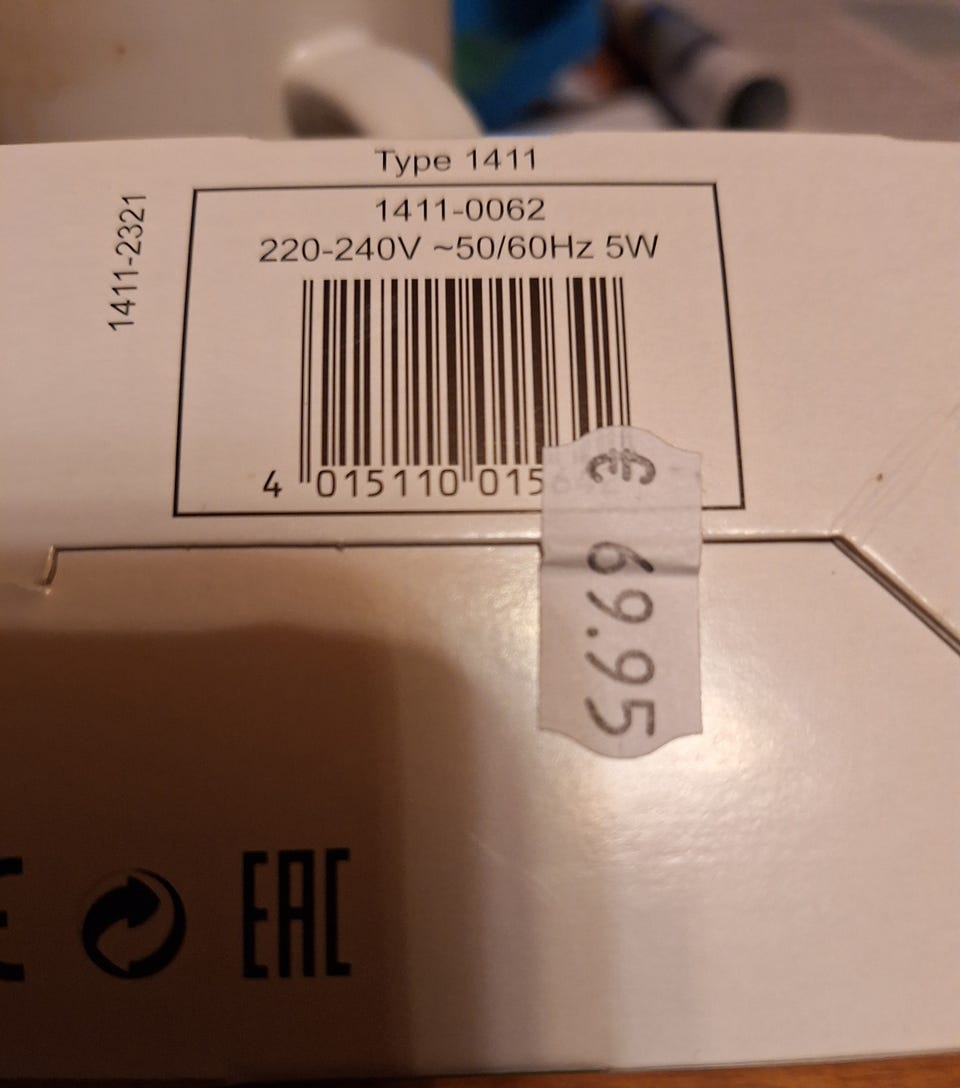 Type 1411
1411-2321
1411-0062
220-240V ~50/60Hz 5W
4 015110 015
€ 69.95
EAC